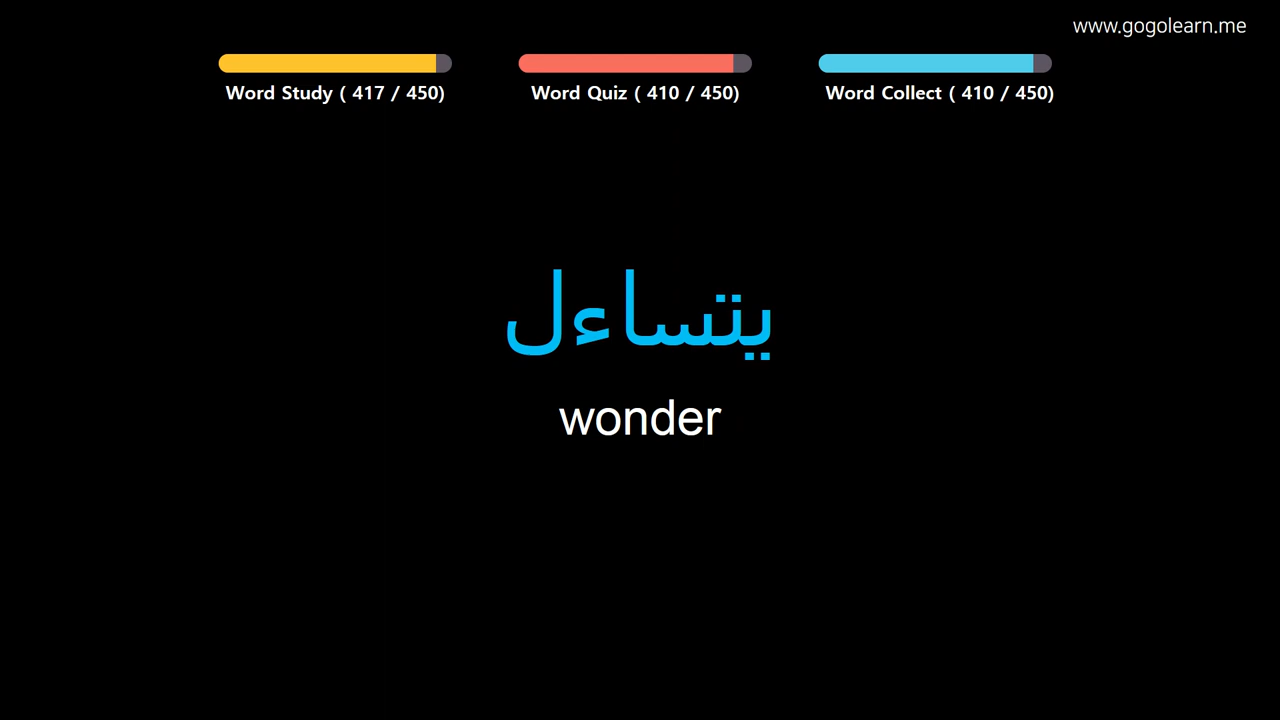 www.gogolearn.me
Word Study ( 417 / 450)
Word Quiz ( 410 / 450)
Word Collect ( 410 / 450)
يتساءل
wonder